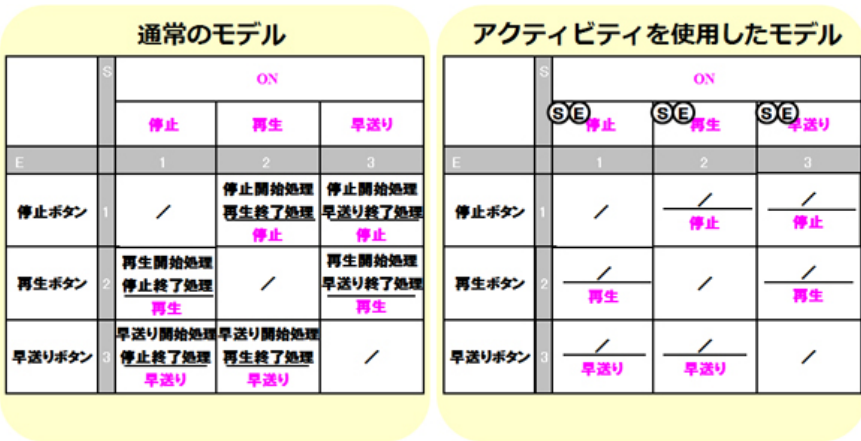 通常のモデル
S
ON
停止 再生 早送り
E 1 2 3
停止ボタン 1 / 停止開始処理 停止開始処理
再生終了処理 早送り終了処理
停止 停止
再生ボタン 2 再生開始処理 / 再生開始処理
停止終了処理 早送り終了処理
再生 再生
早送りボタン 3 早送り開始処理 早送り開始処理 /
停止終了処理 再生終了処理
早送り 早送り
アクティビティを使用したモデル
S
ON
S E 停止 S E 再生 S E 早送り
E 1 2 3
停止ボタン 1 / / /
停止 停止
再生ボタン 2 / / /
再生 再生
早送りボタン 3 / / /
早送り 早送り